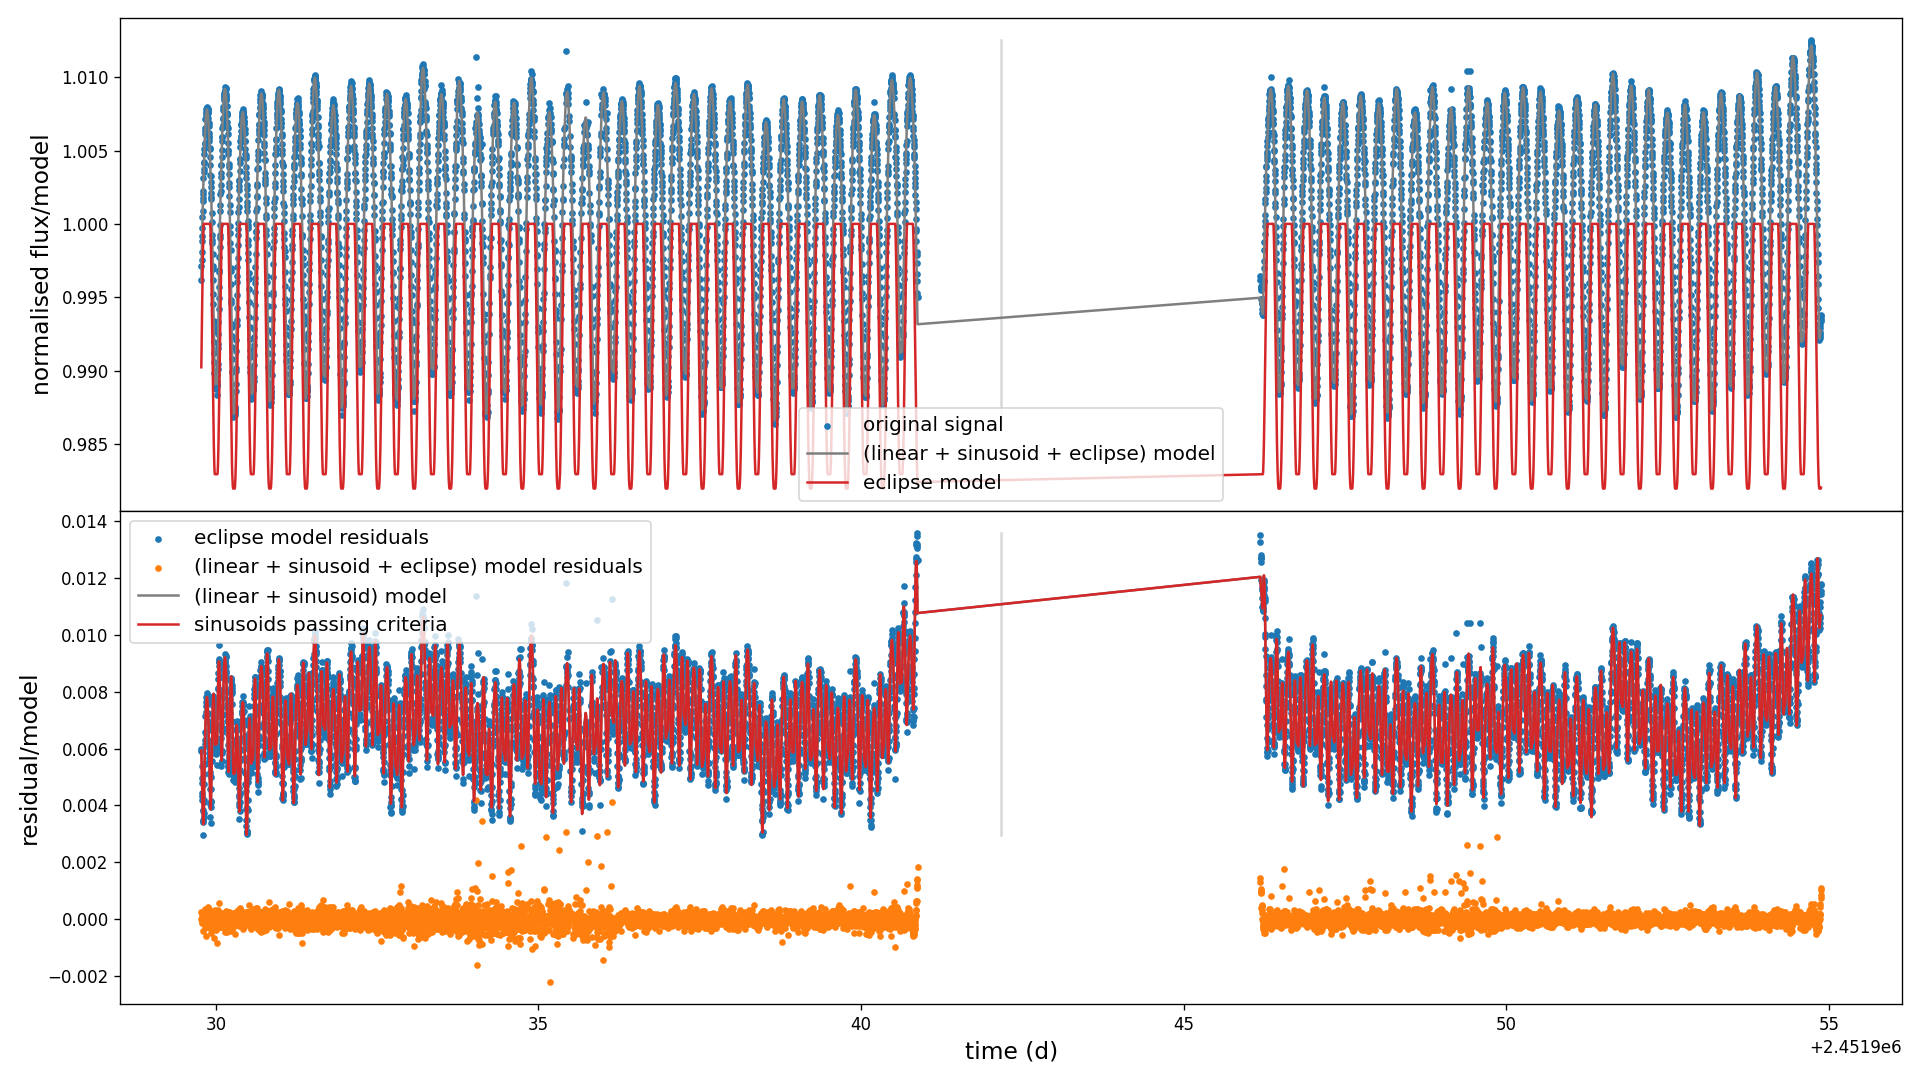 normalised flux/model
1.010
1.005
1.000
0.995
0.990
0.985
original signal
(linear + sinusoid + eclipse) model
eclipse model
residual/model
0.014
0.012
0.010
0.008
0.006
0.004
0.002
0.000
−0.002
eclipse model residuals
(linear + sinusoid + eclipse) model residuals
(linear + sinusoid) model
sinusoids passing criteria
30 35 40 45 50 55
time (d)
+2.4519e6